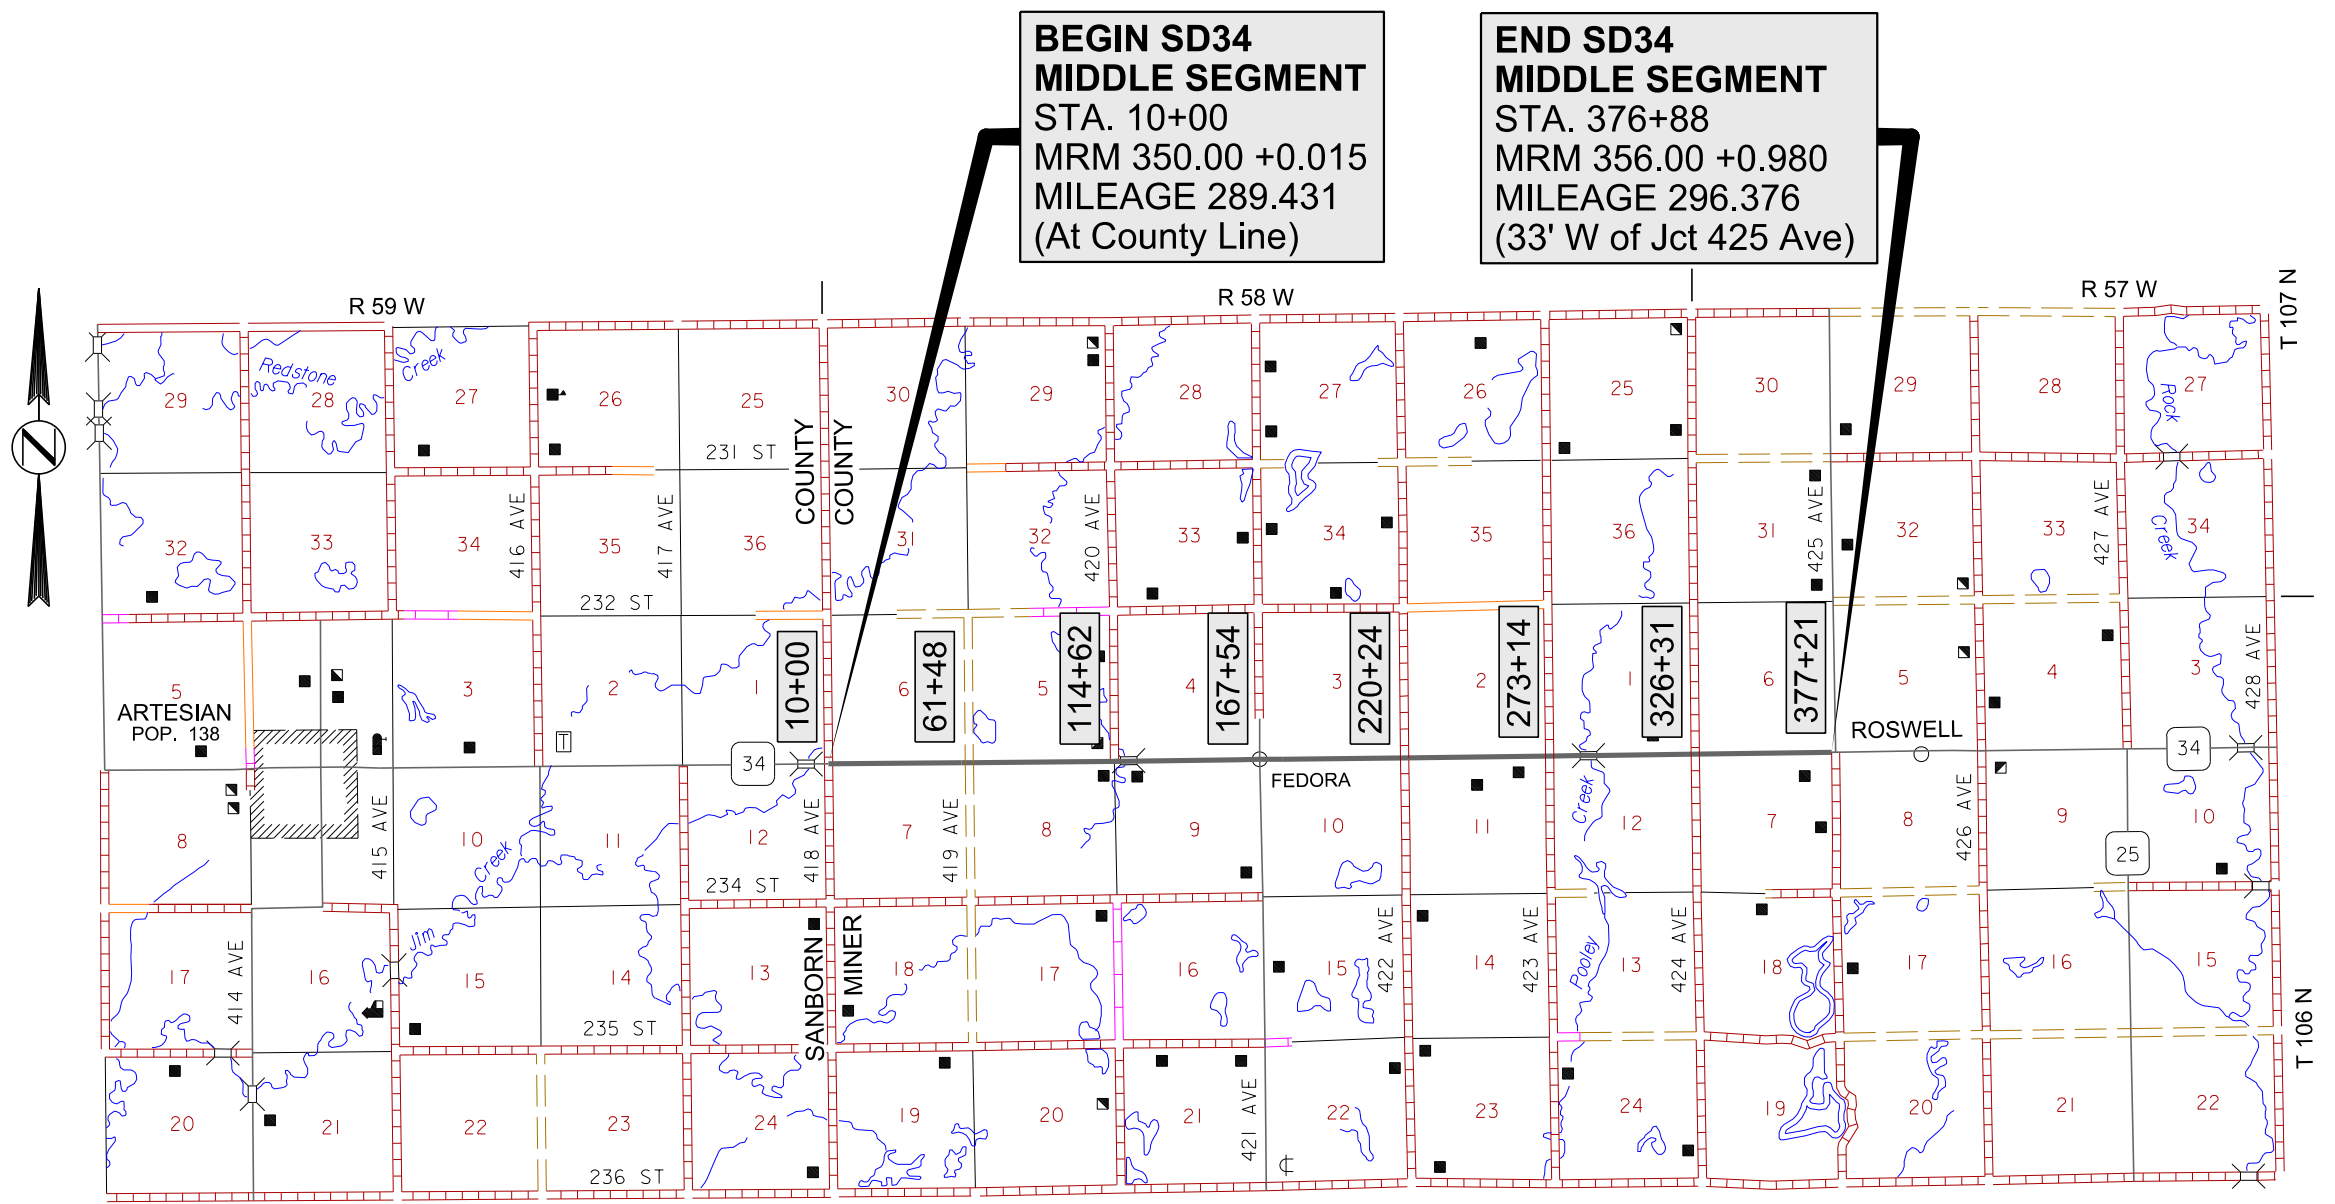 BEGIN SD34
MIDDLE SEGMENT
STA. 10+00
MRM 350.00 +0.015
MILEAGE 289.431
(At County Line)
END SD34
MIDDLE SEGMENT
STA. 376+88
MRM 356.00 +0.980
MILEAGE 296.376
(33' W of Jct 425 Ave)
R 59 W
R 58 W
R 57 W
T 107 N
N
29
Redstone
28
Creek
27
26
25
30
29
28
27
26
25
30
29
28
Rock
27
231 ST
COUNTY
COUNTY
32
33
34
416 AVE
35
417 AVE
36
31
32
420 AVE
33
34
35
36
31
425 AVE
32
33
427 AVE
Creek
34
232 ST
10+00
61+48
114+62
167+54
220+24
273+14
326+31
377+21
5
3
2
1
6
5
4
3
2
1
6
5
4
3
428 AVE
ARTESIAN
POP. 138
T
34
FEDORA
ROSWELL
34
8
415 AVE
10
Creek
11
12
418 AVE
7
419 AVE
8
9
10
11
Creek
12
7
8
426 AVE
9
25
10
234 ST
17
414 AVE
16
Jim
15
14
13
SANBORN
MINER
18
17
16
15
422 AVE
14
423 AVE
Pooley
13
424 AVE
18
17
16
15
T 106 N
235 ST
20
21
22
23
24
19
20
21
421 AVE
22
23
24
19
20
21
22
236 ST